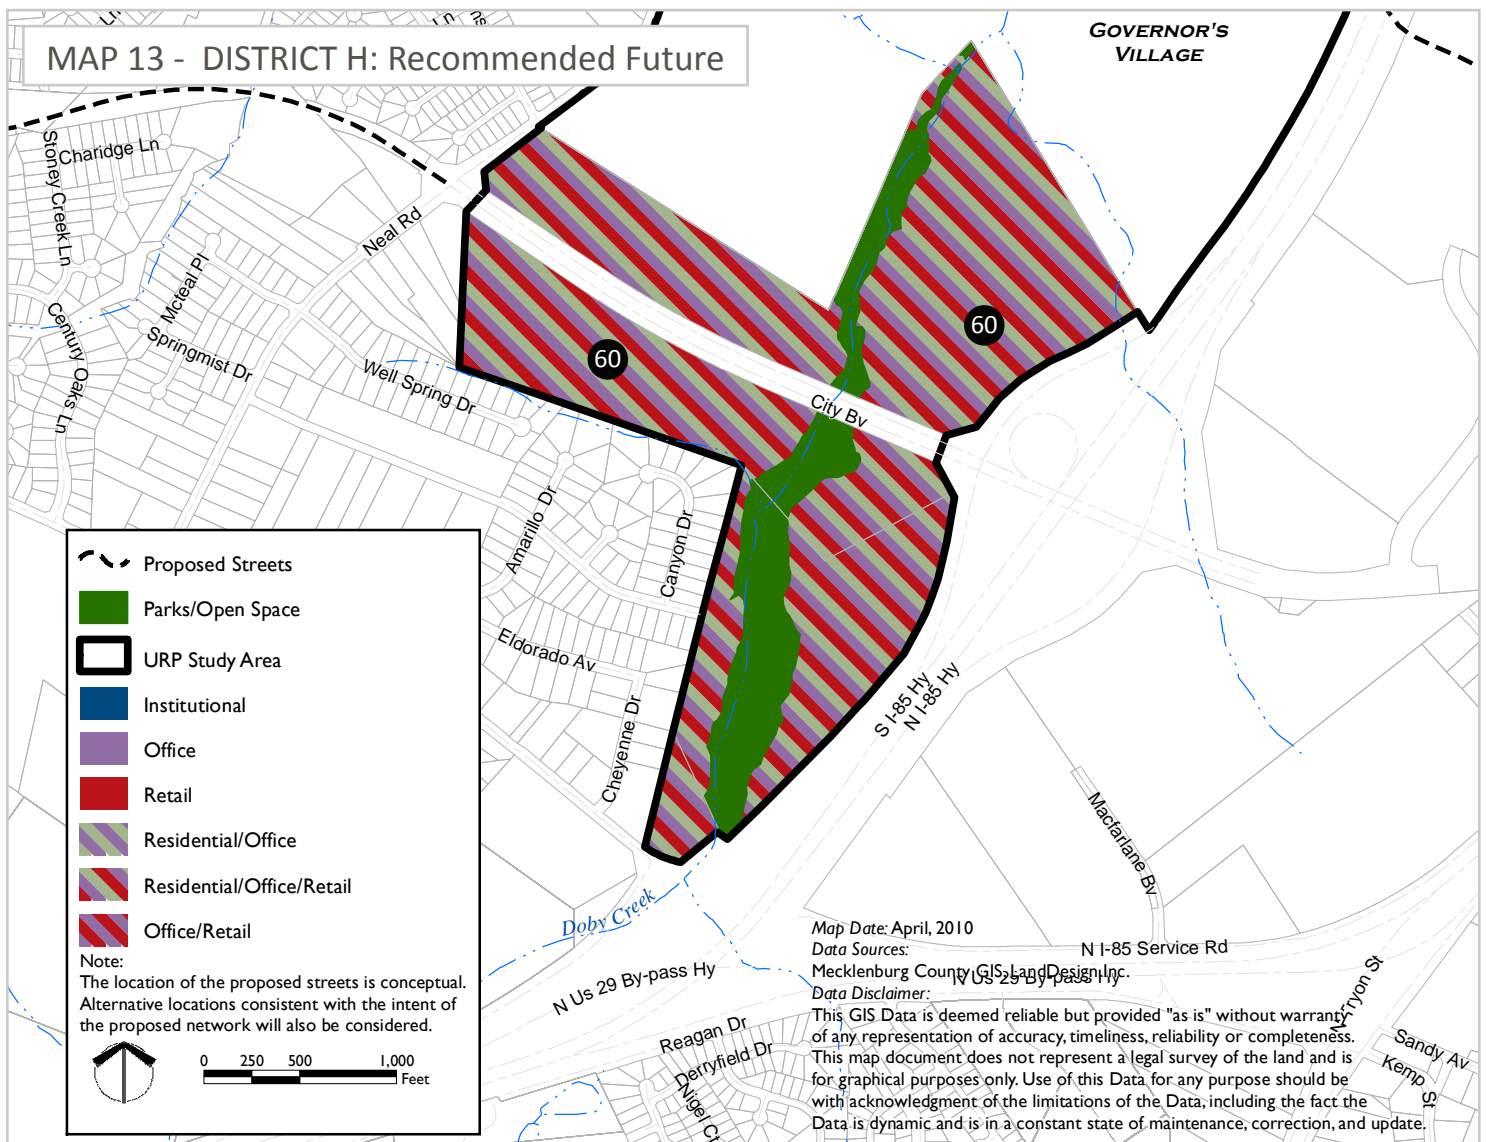 MAP 13 - DISTRICT H: Recommended Future
GOVERNOR'S
VILLAGE
Ln
Ln
Stoney Creek Ln
Charidge Ln
Neal Rd
Mcteal Pl
Springmist Dr
Century Oaks Ln
Well Spring Dr
60
60
City Bv
Amarillo Dr
Canyon Dr
Eldorado Av
Cheyenne Dr
S I-85 Hy
N I-85 Hy
Macfarlane Bv
Doby Creek
N Us 29 By-pass Hy
N I-85 Service Rd
N Us 29 By-pass Hy
N Tryon St
Reagan Dr
Derryfield Dr
Nigel Ct
Sandy Av
Kemp St
Proposed Streets
Parks/Open Space
URP Study Area
Institutional
Office
Retail
Residential/Office
Residential/Office/Retail
Office/Retail
Note:
The location of the proposed streets is conceptual.
Alternative locations consistent with the intent of
the proposed network will also be considered.
0 250 500 1,000
Feet
Map Date: April, 2010
Data Sources:
Mecklenburg County GIS, LandDesign Inc.
Data Disclaimer:
This GIS Data is deemed reliable but provided "as is" without warranty
of any representation of accuracy, timeliness, reliability or completeness.
This map document does not represent a legal survey of the land and is
for graphical purposes only. Use of this Data for any purpose should be
with acknowledgment of the limitations of the Data, including the fact the
Data is dynamic and is in a constant state of maintenance, correction, and update.